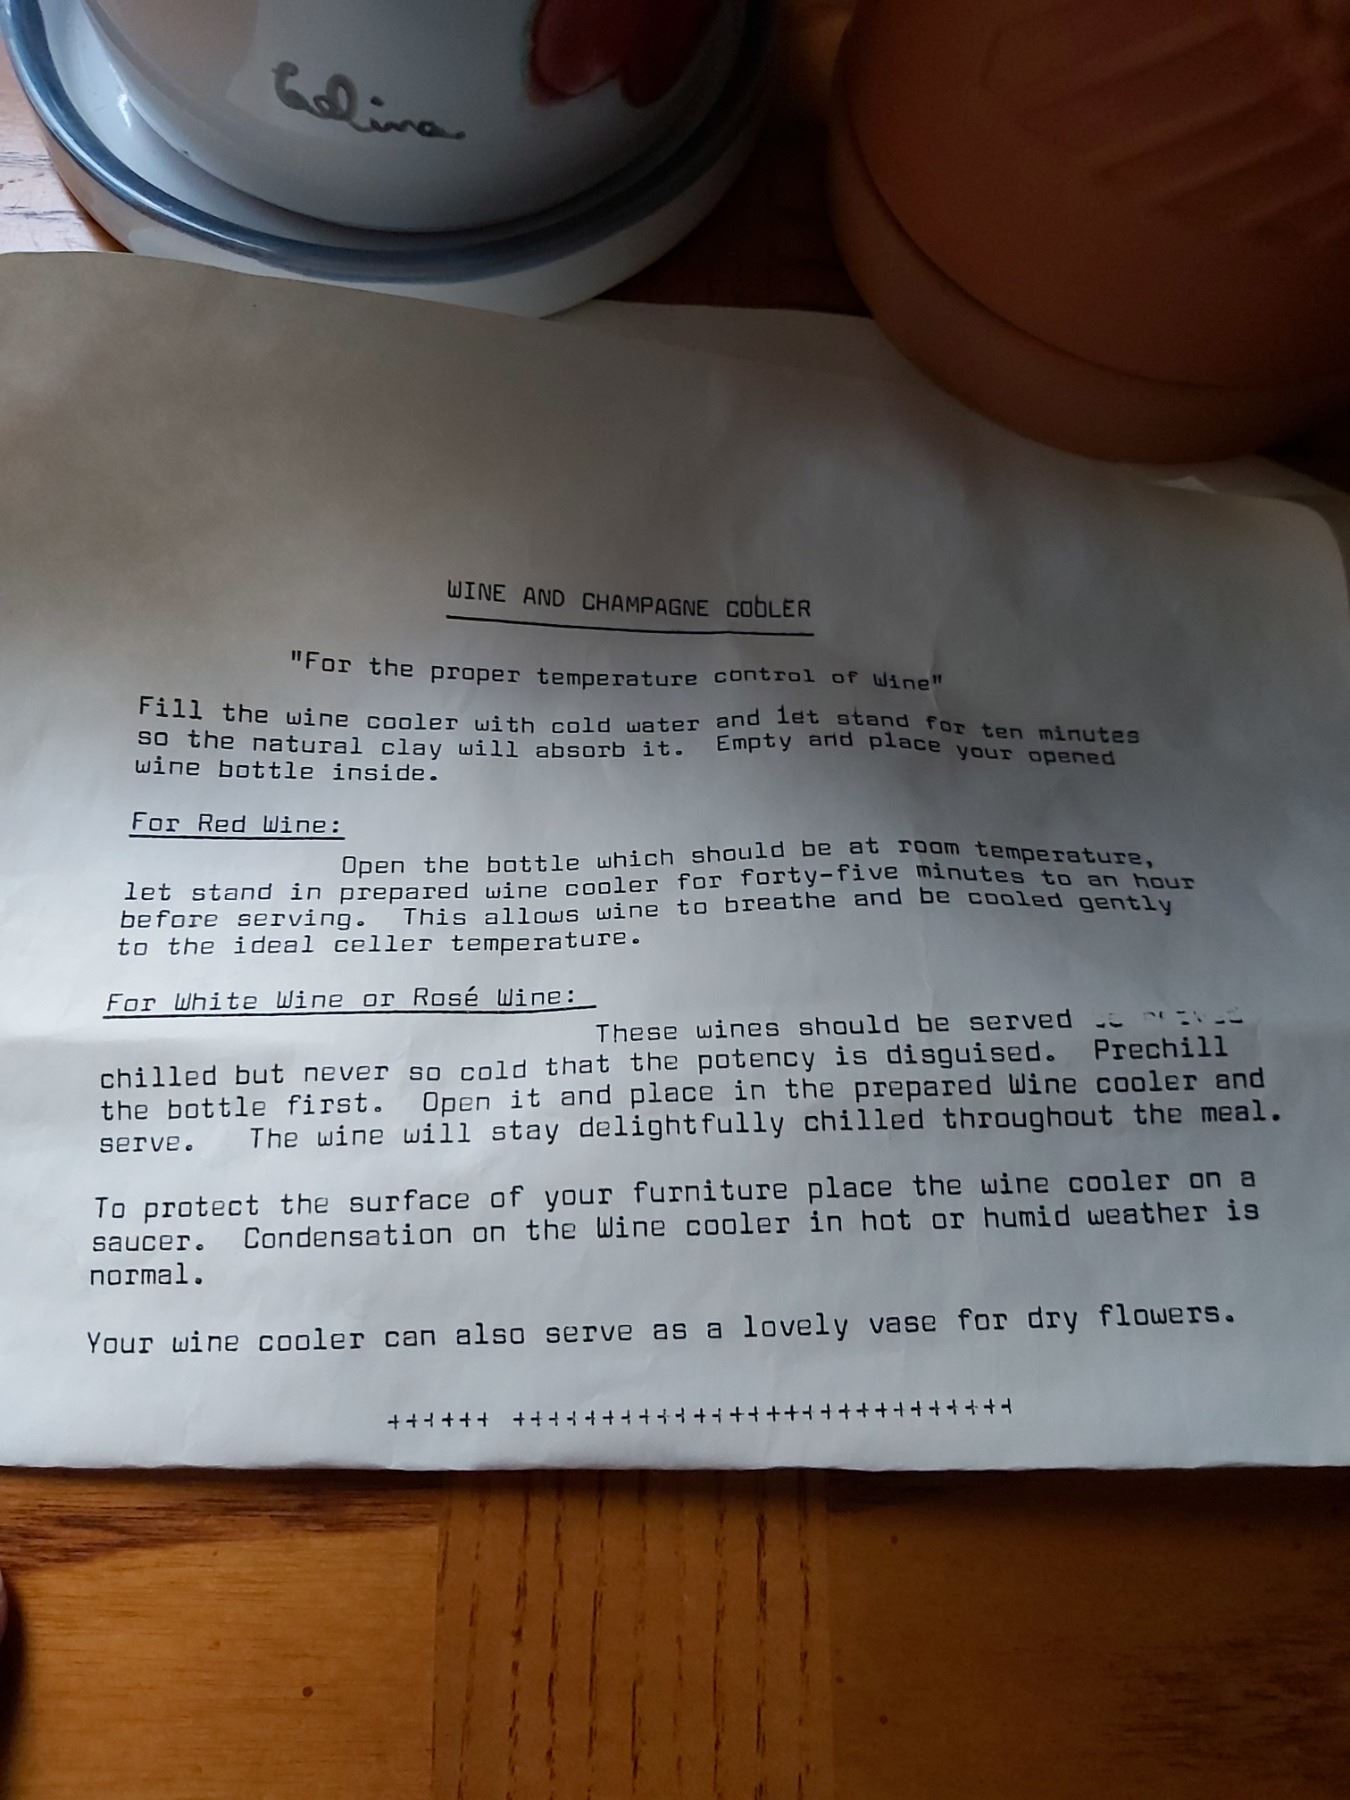 Celina
WINE AND CHAMPAGNE COOLER
"For the proper temperature control of Wine"
Fill the wine cooler with cold water and let stand for ten minutes
so the natural clay will absorb it. Empty and place your opened
wine bottle inside.
For Red Wine:
Open the bottle which should be at room temperature,
let stand in prepared wine cooler for forty-five minutes to an hour
before serving. This allows wine to breathe and be cooled gently
to the ideal celler temperature.
For White Wine or Rosé Wine:
These wines should be served
chilled but never so cold that the potency is disguised. Prechill
the bottle first. Open it and place in the prepared Wine cooler and
serve. The wine will stay delightfully chilled throughout the meal.
To protect the surface of your furniture place the wine cooler on a
saucer. Condensation on the Wine cooler in hot or humid weather is
normal.
Your wine cooler can also serve as a lovely vase for dry flowers.
++++++ ++++++++++++++++++++++++++++